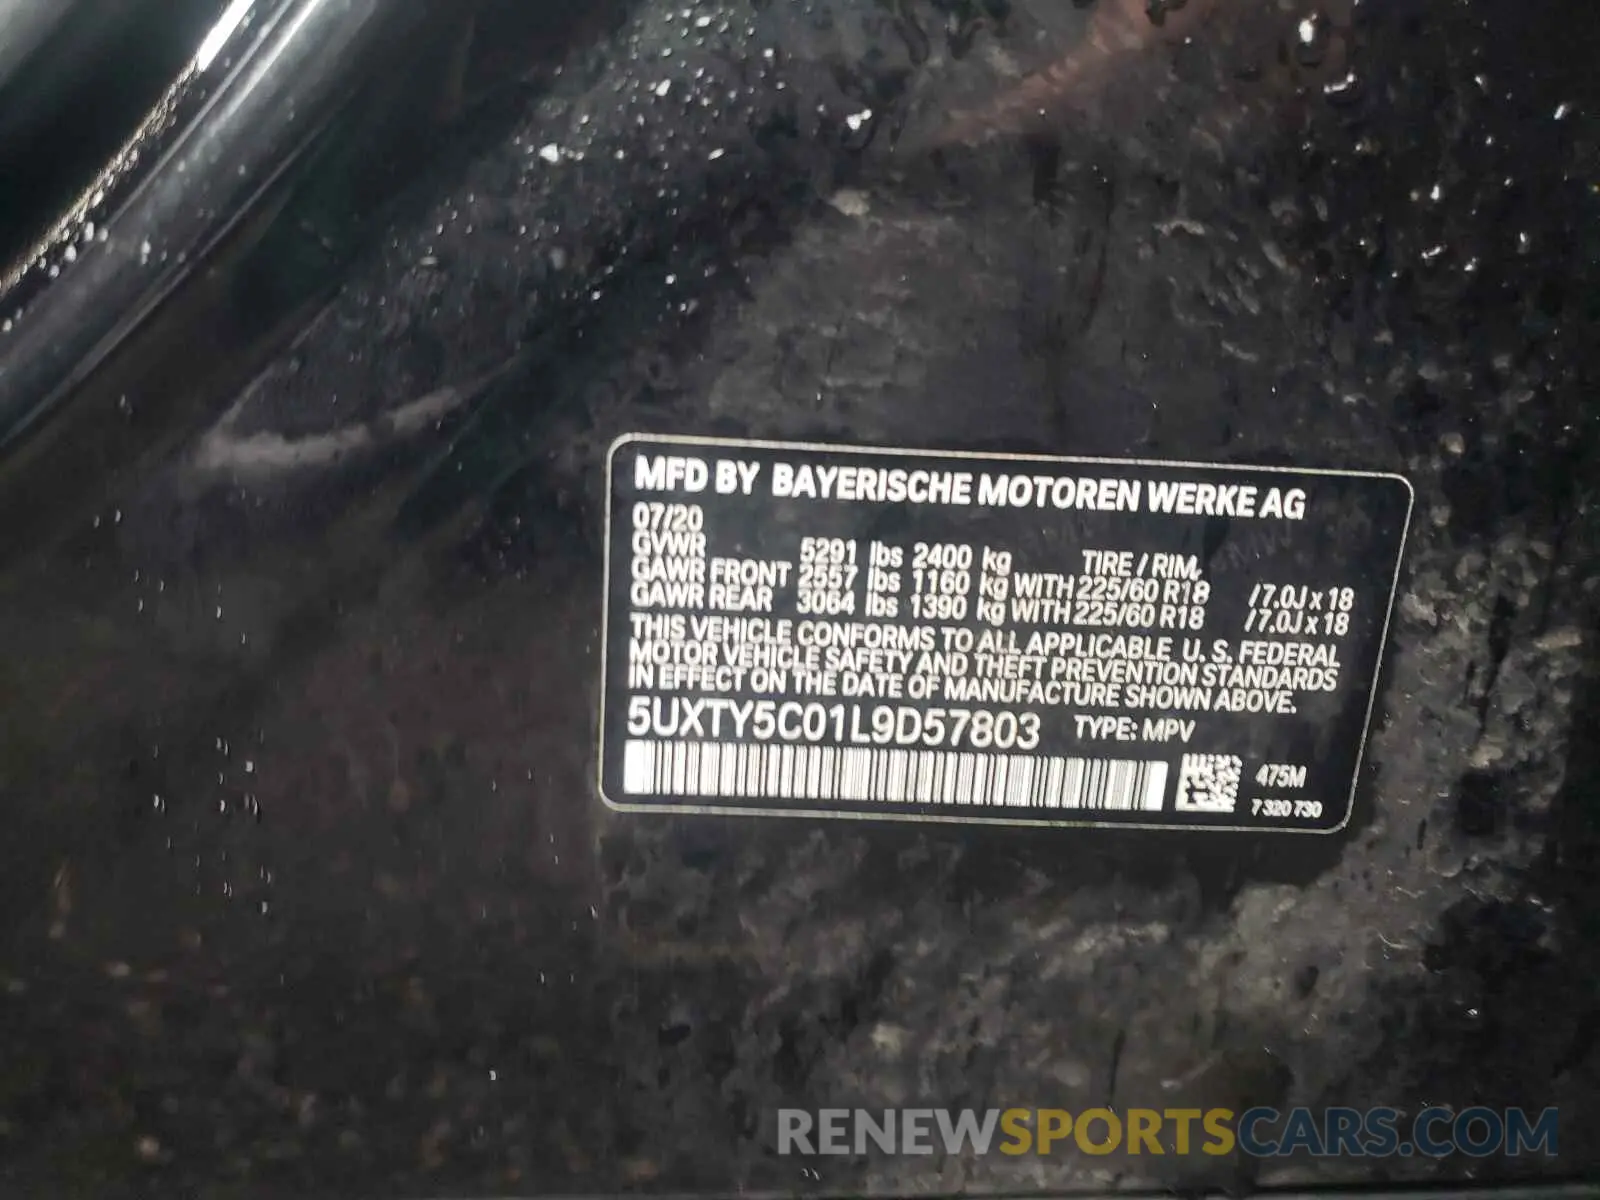 MFD BY BAYERISCHE MOTOREN WERKE AG
07/20
GVWR 5291 lbs 2400 kg TIRE / RIM,
GAWR FRONT 2557 lbs 1160 kg WITH 225/60 R18 /7.0J x 18
GAWR REAR 3064 lbs 1390 kg WITH 225/60 R18 /7.0J x 18
THIS VEHICLE CONFORMS TO ALL APPLICABLE U. S. FEDERAL
MOTOR VEHICLE SAFETY AND THEFT PREVENTION STANDARDS
IN EFFECT ON THE DATE OF MANUFACTURE SHOWN ABOVE.
5UXTY5C01L9D57803 TYPE: MPV
475M
7 320 730
RENEWSPORTSCARS.COM